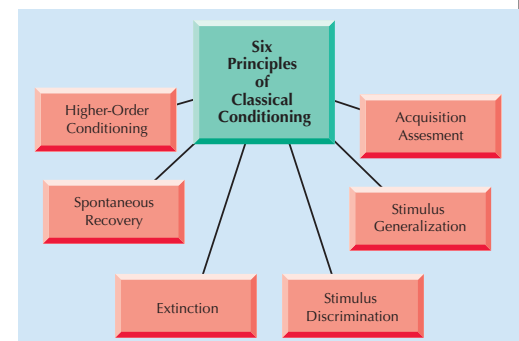 Six
Principles
of
Classical
Conditioning
Higher-Order
Conditioning
Acquisition
Assesment
Spontaneous
Recovery
Stimulus
Generalization
Extinction
Stimulus
Discrimination